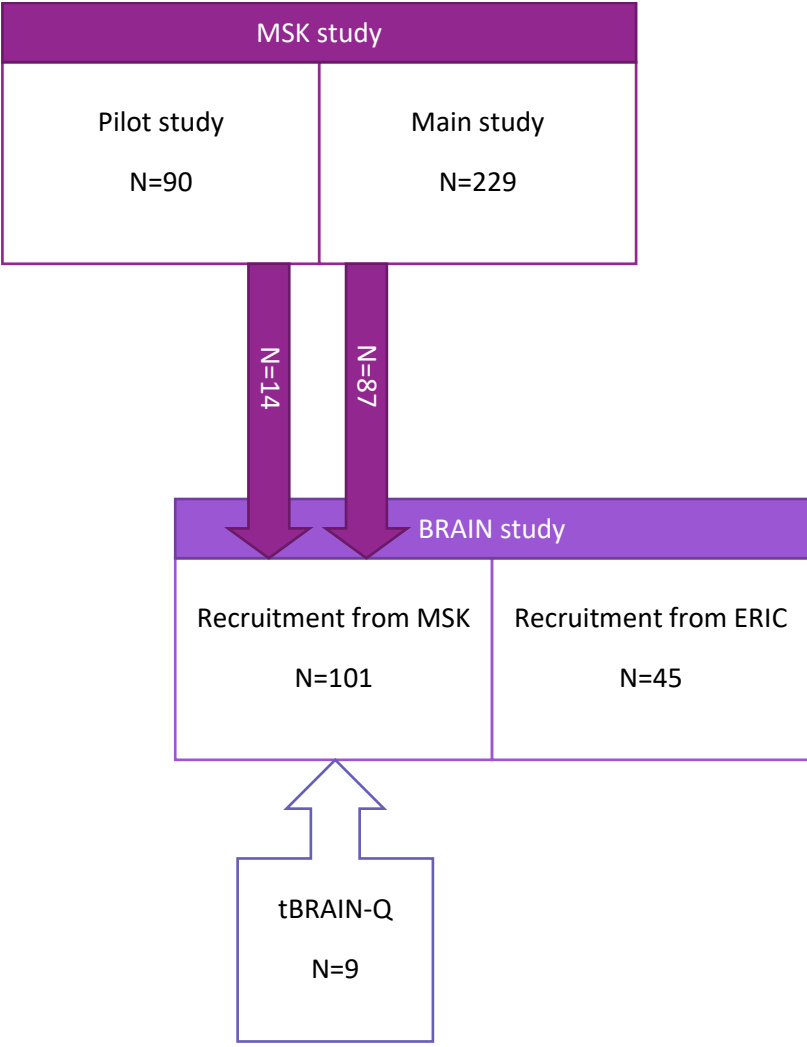 MSK study
Pilot study
N=90
Main study
N=229
N=14
N=87
BRAIN study
Recruitment from MSK
N=101
Recruitment from ERIC
N=45
tBRAIN-Q
N=9